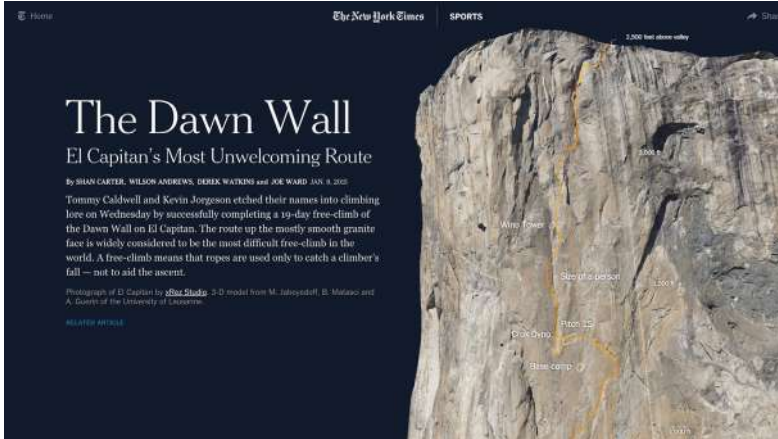 Home
The New York Times
SPORTS
Sha
The Dawn Wall
El Capitan's Most Unwelcoming Route
By SHAN CARTER, WILSON ANDREWS, DEREK WATKINS and JOE WARD JAN. 9, 2015
Tommy Caldwell and Kevin Jorgeson etched their names into climbing
lore on Wednesday by successfully completing a 19-day free-climb of
the Dawn Wall on El Capitan. The route up the mostly smooth granite
face is widely considered to be the most difficult free-climb in the
world. A free-climb means that ropes are used only to catch a climber's
fall — not to aid the ascent.
Photograph of El Capitan by xRez Studio. 3-D model from M. Jaboyedoff, B. Matasci and
A. Guerin of the University of Lausanne.
RELATED ARTICLE
2,500 feet above valley
Wino Tower
Size of a person
Pitch 15
Base camp